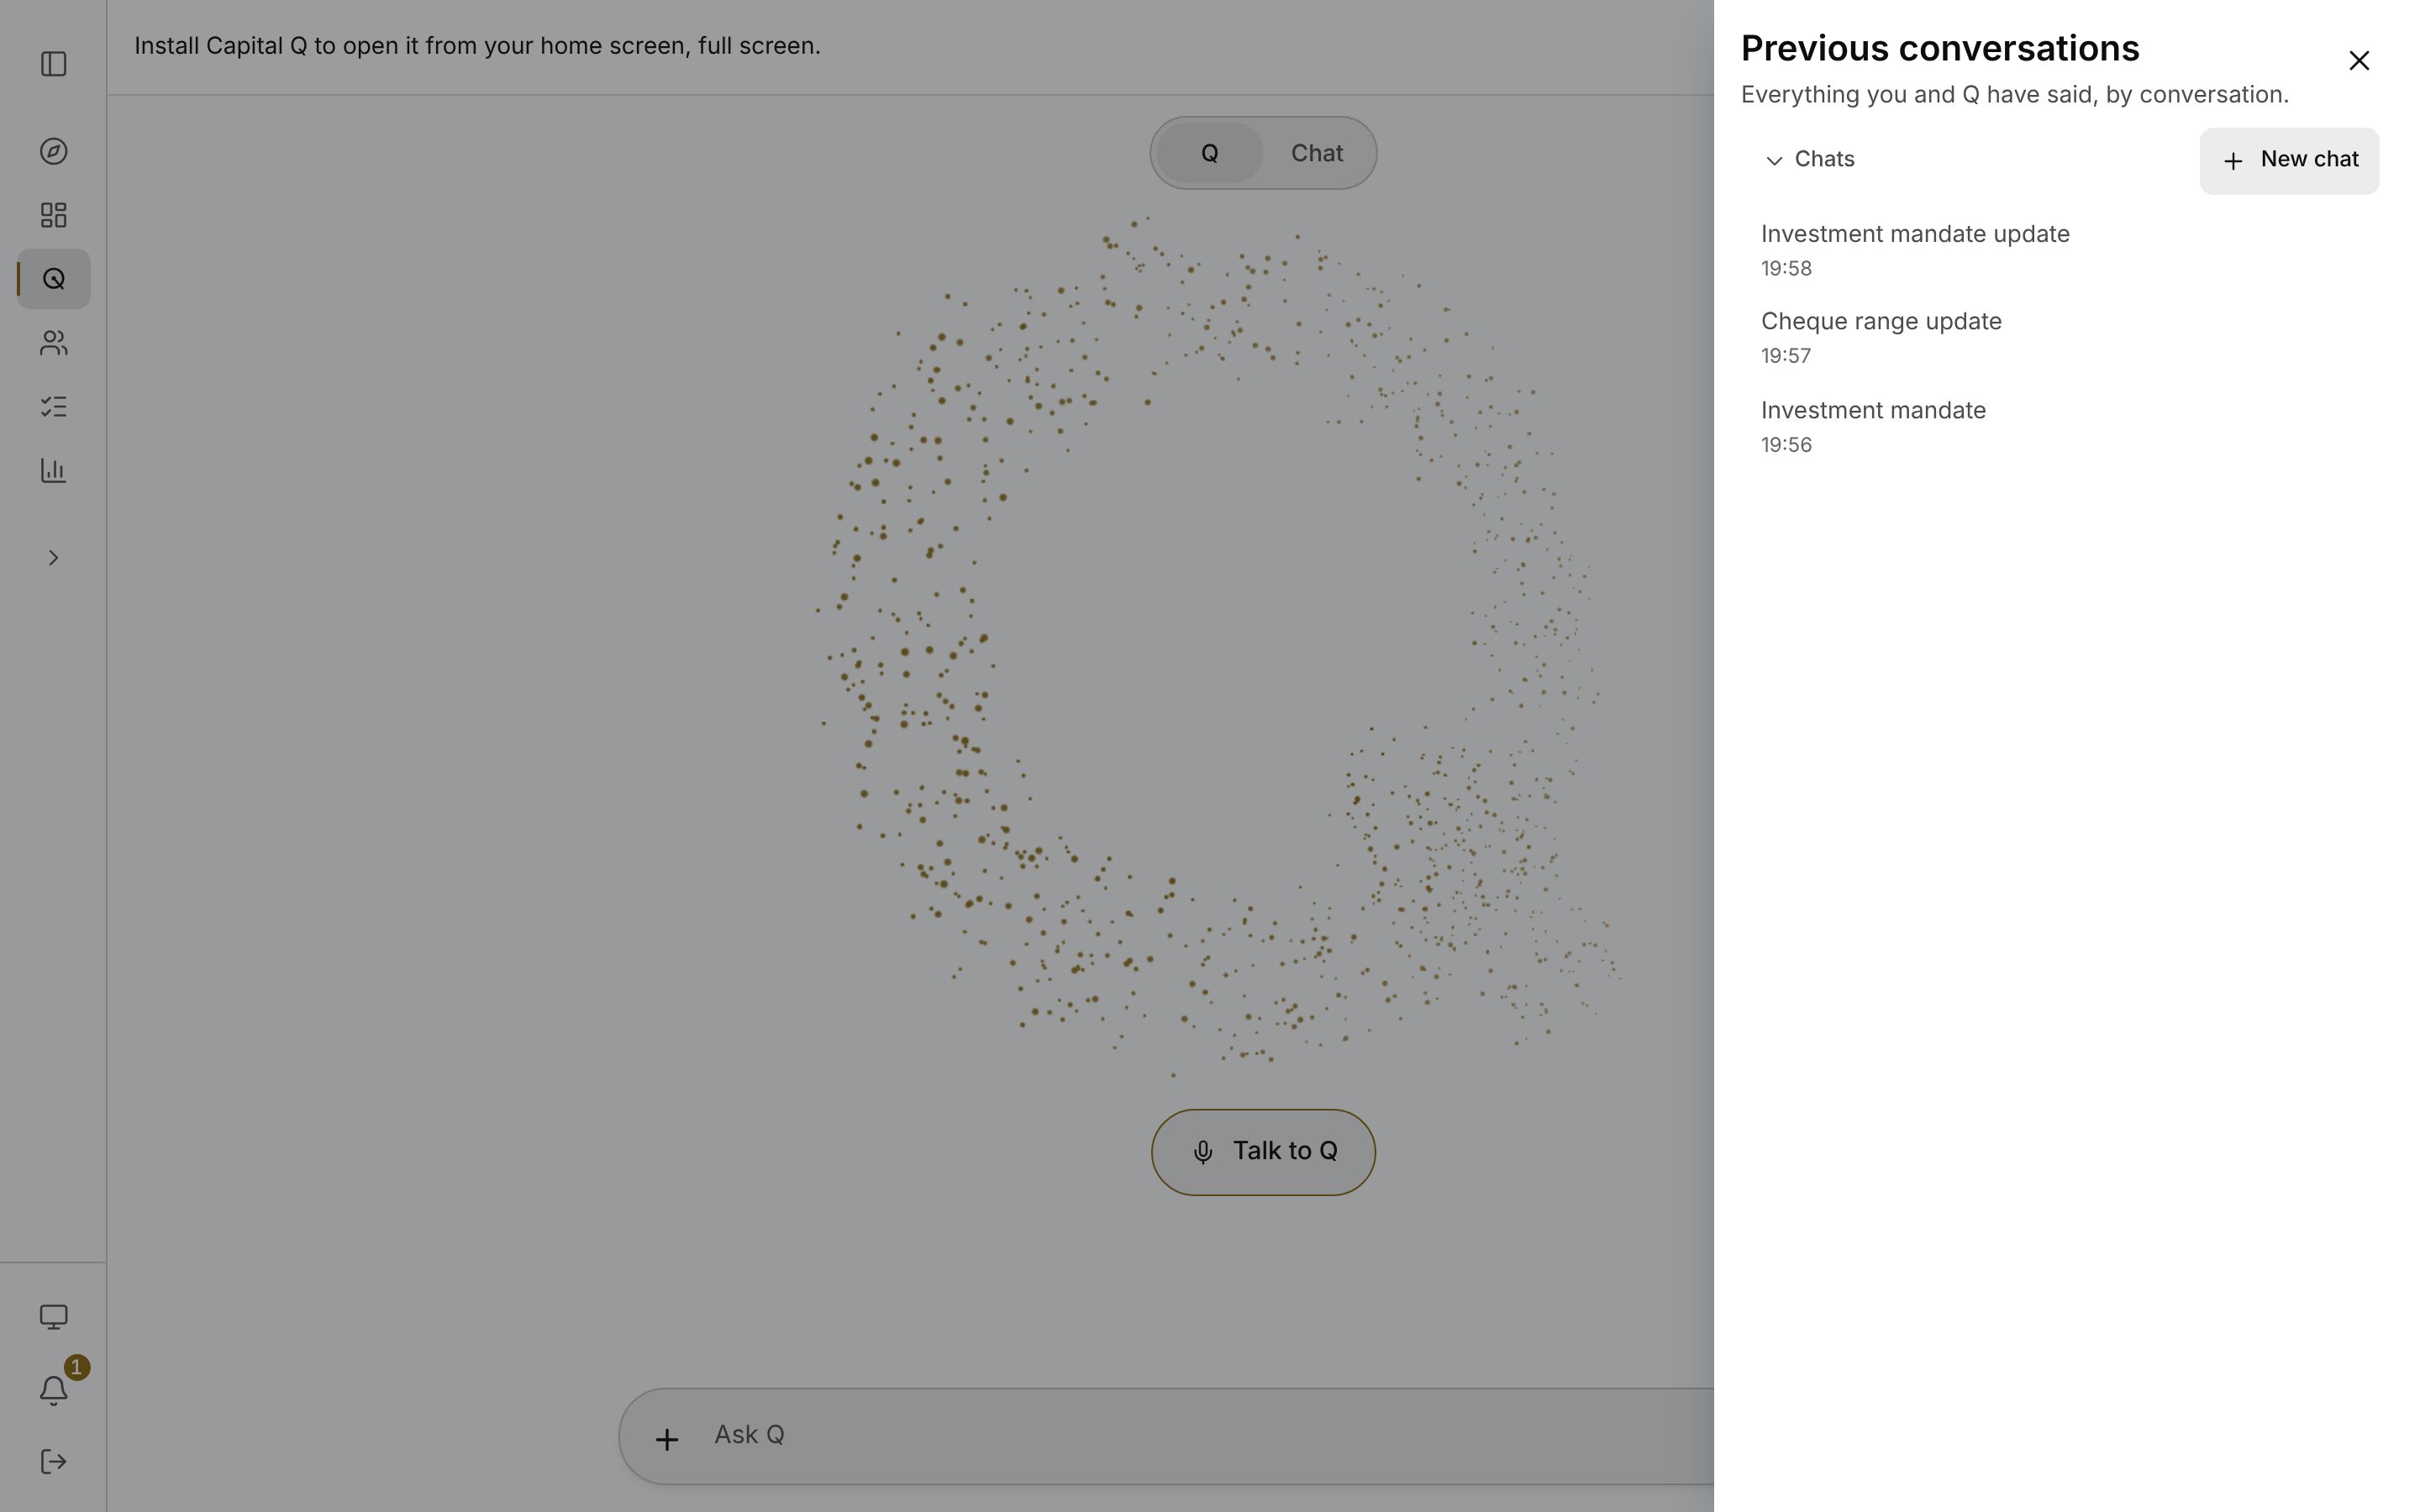 Install Capital Q to open it from your home screen, full screen.
Q
Chat
Talk to Q
Ask Q
1
Previous conversations
Everything you and Q have said, by conversation.
Chats
New chat
Investment mandate update
19:58
Cheque range update
19:57
Investment mandate
19:56